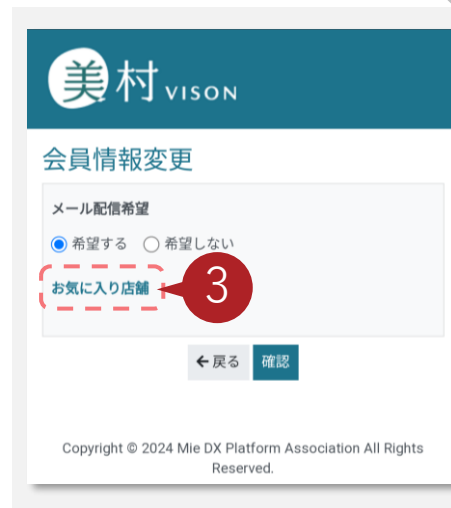 美村 VISON
会員情報変更
メール配信希望
希望する 希望しない
お気に入り店舗
3
←戻る 確認
Copyright © 2024 Mie DX Platform Association All Rights
Reserved.